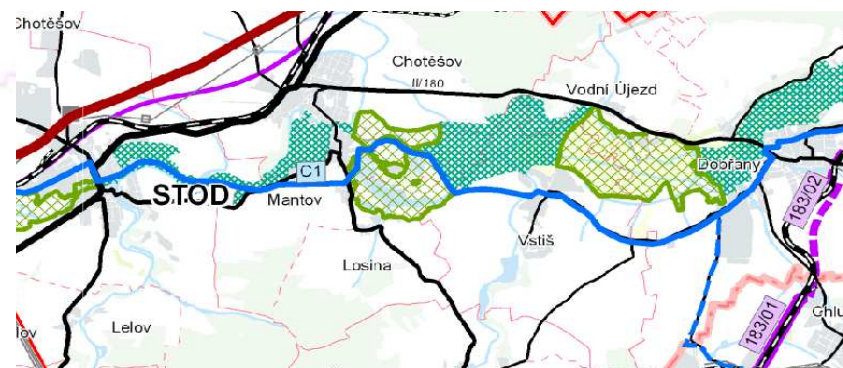 Chotěšov
Chotěšov
II/180
Vodní Újezd
Dobřany
C1
STOD
Mantov
183/02
Vstiš
Losina
Lelov
lov
183/01
Chlu